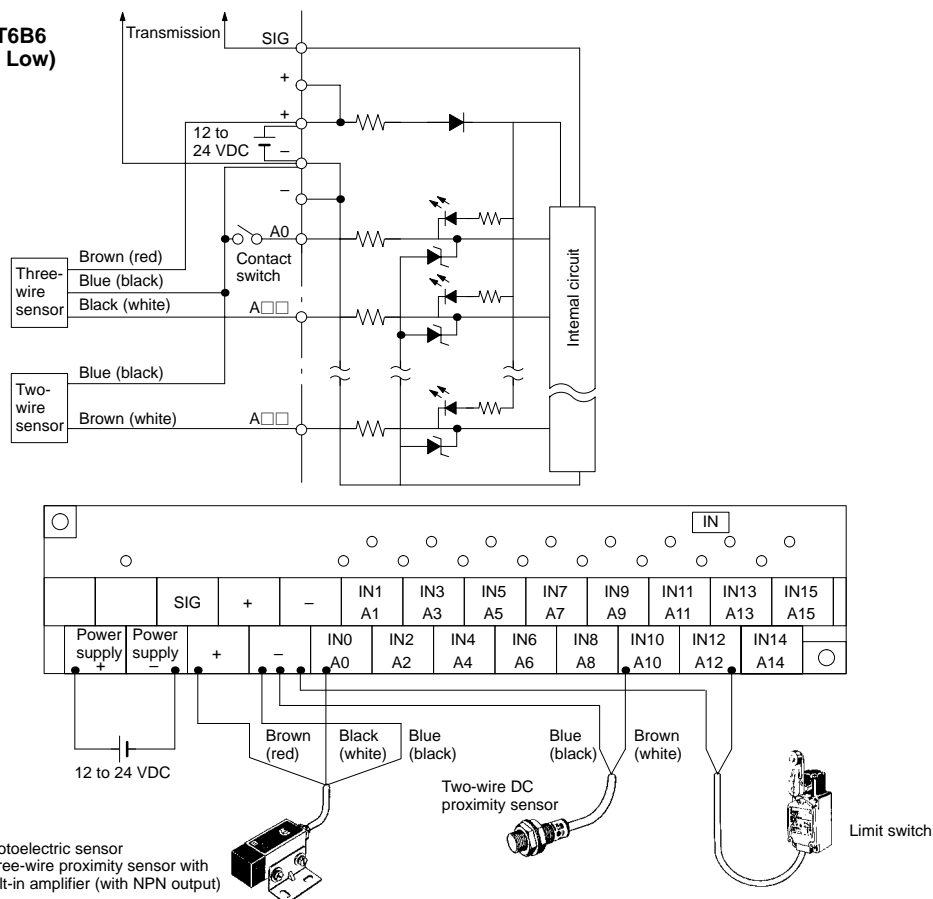 T6B6
Low)
Transmission
SIG
+
+
12 to
24 VDC
–
–
A0
Contact
switch
Three-
wire
sensor
Brown (red)
Blue (black)
Black (white)
A□□
Two-
wire
sensor
Blue (black)
Brown (white)
A□□
Internal circuit
IN
SIG + – IN1 IN3 IN5 IN7 IN9 IN11 IN13 IN15
A1 A3 A5 A7 A9 A11 A13 A15
Power supply + Power supply – + – IN0 IN2 IN4 IN6 IN8 IN10 IN12 IN14
A0 A2 A4 A6 A8 A10 A12 A14
12 to 24 VDC
Brown
(red)
Black
(white)
Blue
(black)
Blue
(black)
Brown
(white)
Two-wire DC
proximity sensor
Limit switch
otoelectric sensor
ree-wire proximity sensor with
lt-in amplifier (with NPN output)